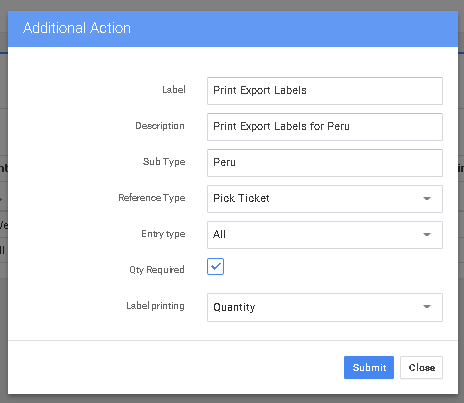 Additional Action
Label Print Export Labels
Description Print Export Labels for Peru
Sub Type Peru
Reference Type Pick Ticket
Entry type All
Qty Required
Label printing Quantity
Submit Close